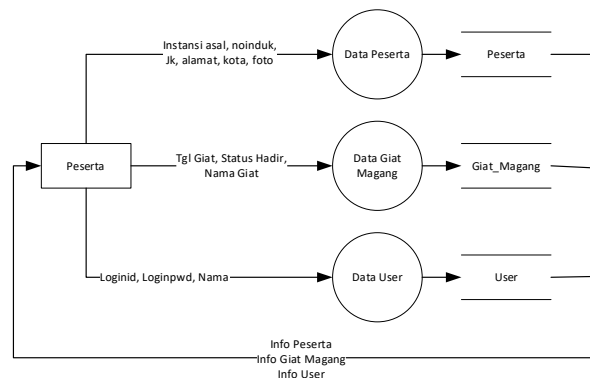 Instansi asal, noinduk,
Jk, alamat, kota, foto
Data Peserta
Peserta
Peserta
Tgl Giat, Status Hadir,
Nama Giat
Data Giat
Magang
Giat_Magang
Loginid, Loginpwd, Nama
Data User
User
Info Peserta
Info Giat Magang
Info User